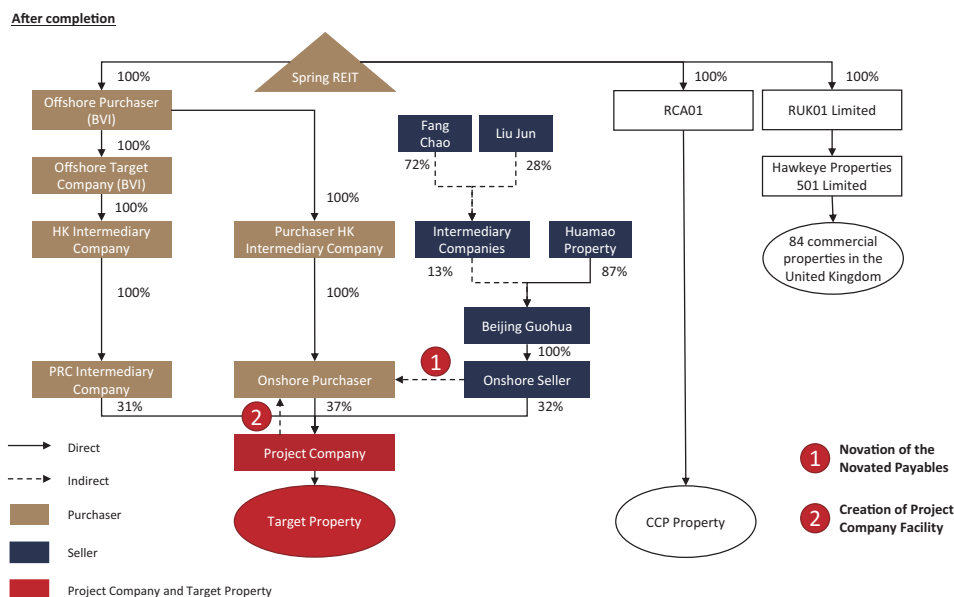 After completion
Spring REIT
100%
100%
100%
Offshore Purchaser
(BVI)
RCA01
RUK01 Limited
100%
Fang
Chao
Liu Jun
Offshore Target
Company (BVI)
72%
28%
Hawkeye Properties
501 Limited
100%
100%
HK Intermediary
Company
Purchaser HK
Intermediary Company
Intermediary
Companies
Huamao
Property
84 commercial
properties in the
United Kingdom
13%
87%
100%
100%
Beijing Guohua
100%
1
PRC Intermediary
Company
Onshore Purchaser
Onshore Seller
31%
37%
32%
2
Direct
Project Company
1
Novation of the
Novated Payables
Indirect
Purchaser
Target Property
CCP Property
2
Creation of Project
Company Facility
Seller
Project Company and Target Property